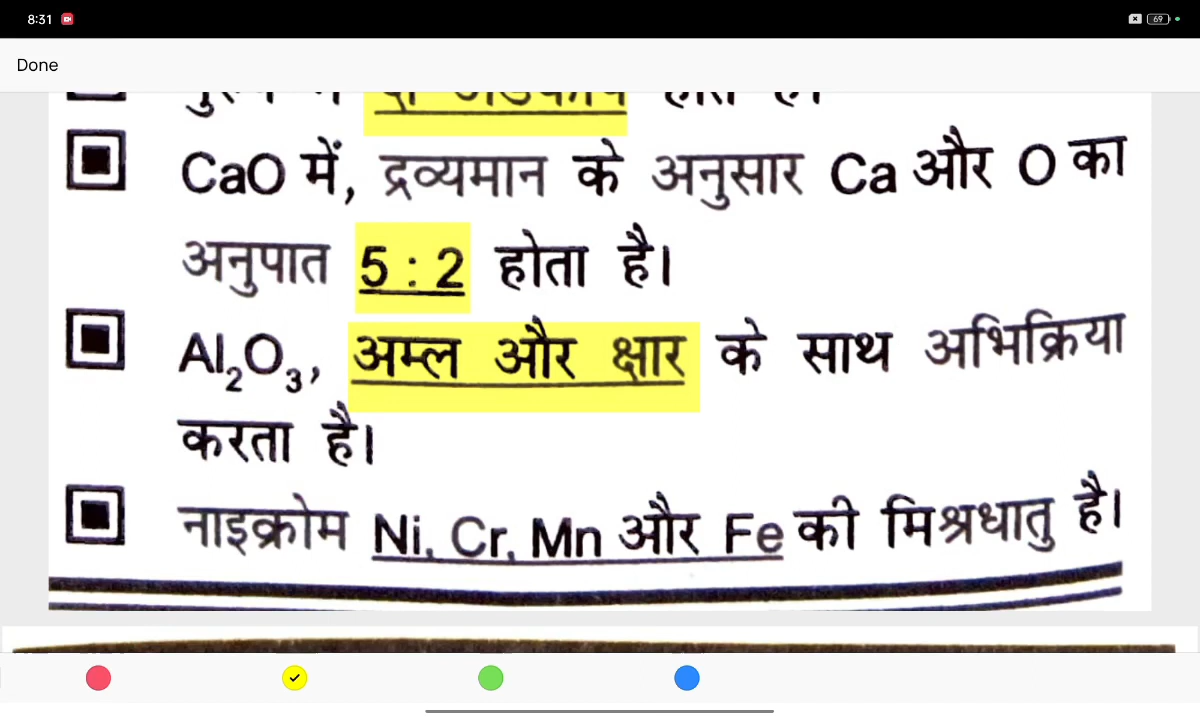 8:31
69
Done
CaO में, द्रव्यमान के अनुसार Ca और O का
अनुपात 5 : 2 होता है।
Al₂O₃, अम्ल और क्षार के साथ अभिक्रिया
करता है।
नाइक्रोम Ni, Cr, Mn और Fe की मिश्रधातु है।